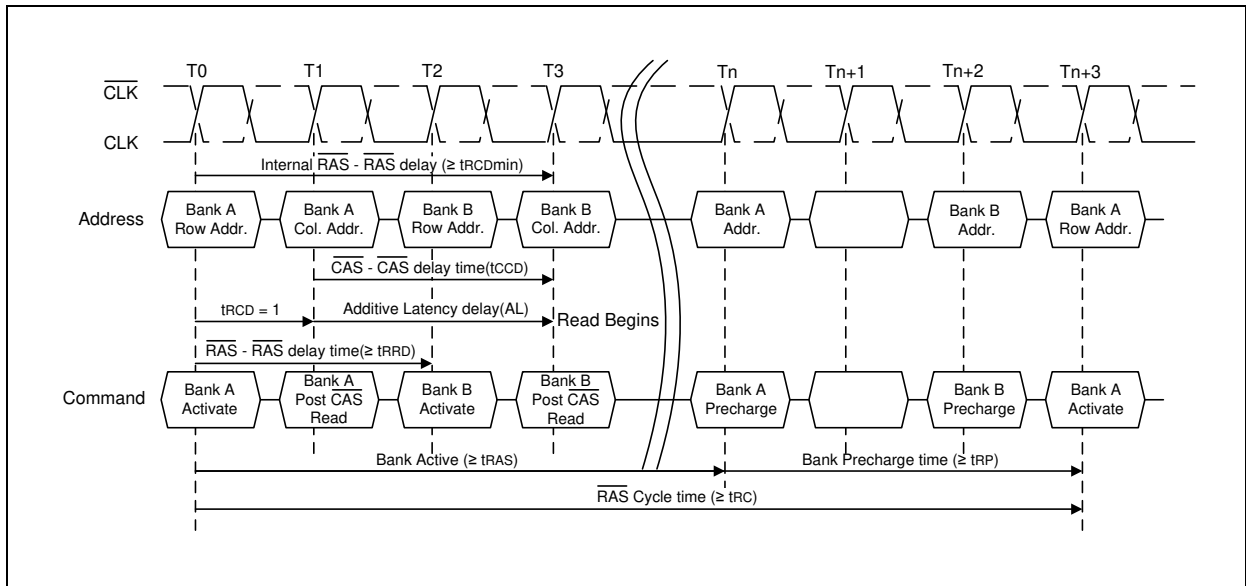 T0 T1 T2 T3 Tn Tn+1 Tn+2 Tn+3
CLK
CLK
Internal RAS - RAS delay (≥ tRCDmin)
Address
Bank A
Row Addr.
Bank A
Col. Addr.
Bank B
Row Addr.
Bank B
Col. Addr.
Bank A
Addr.
Bank B
Addr.
Bank A
Row Addr.
CAS - CAS delay time(tCCD)
tRCD = 1
Additive Latency delay(AL)
Read Begins
RAS - RAS delay time(≥ tRRD)
Command
Bank A
Activate
Bank A
Post CAS
Read
Bank B
Activate
Bank B
Post CAS
Read
Bank A
Precharge
Bank B
Precharge
Bank A
Activate
Bank Active (≥ tRAS)
Bank Precharge time (≥ tRP)
RAS Cycle time (≥ tRC)